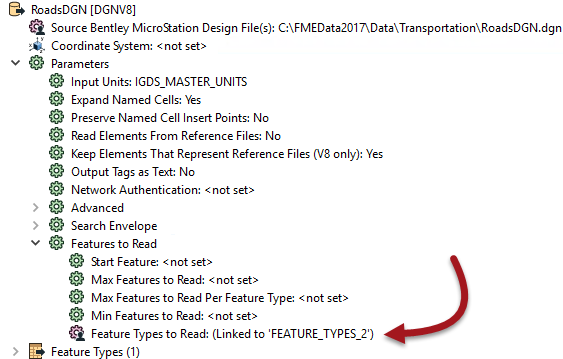 RoadsDGN [DGNV8]
Source Bentley MicroStation Design File(s): C:\FMEData2017\Data\Transportation\RoadsDGN.dgn
Coordinate System: <not set>
Parameters
Input Units: IGDS_MASTER_UNITS
Expand Named Cells: Yes
Preserve Named Cell Insert Points: No
Read Elements From Reference Files: No
Keep Elements That Represent Reference Files (V8 only): Yes
Output Tags as Text: No
Network Authentication: <not set>
Advanced
Search Envelope
Features to Read
Start Feature: <not set>
Max Features to Read: <not set>
Max Features to Read Per Feature Type: <not set>
Min Features to Read: <not set>
Feature Types to Read: (Linked to 'FEATURE_TYPES_2')
Feature Types (1)